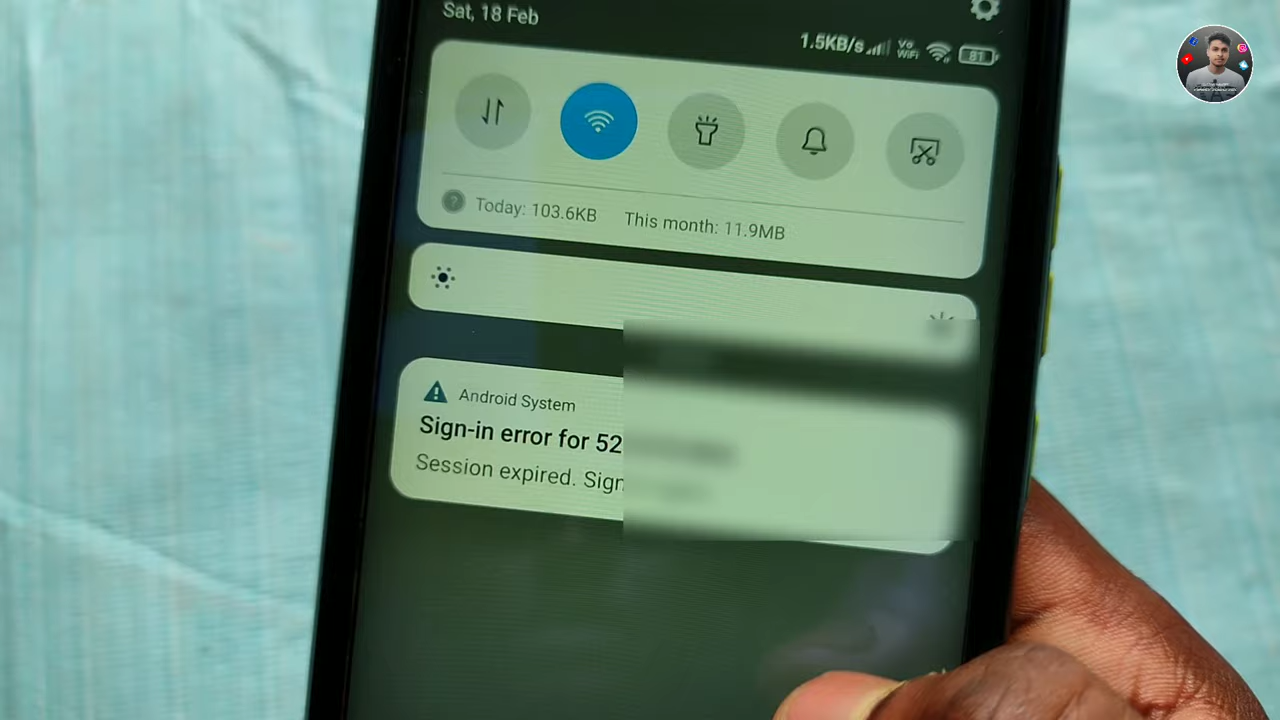 Sat, 18 Feb
1.5KB/s Vo WiFi 81
Today: 103.6KB This month: 11.9MB
Android System
Sign-in error for 52
Session expired. Sign